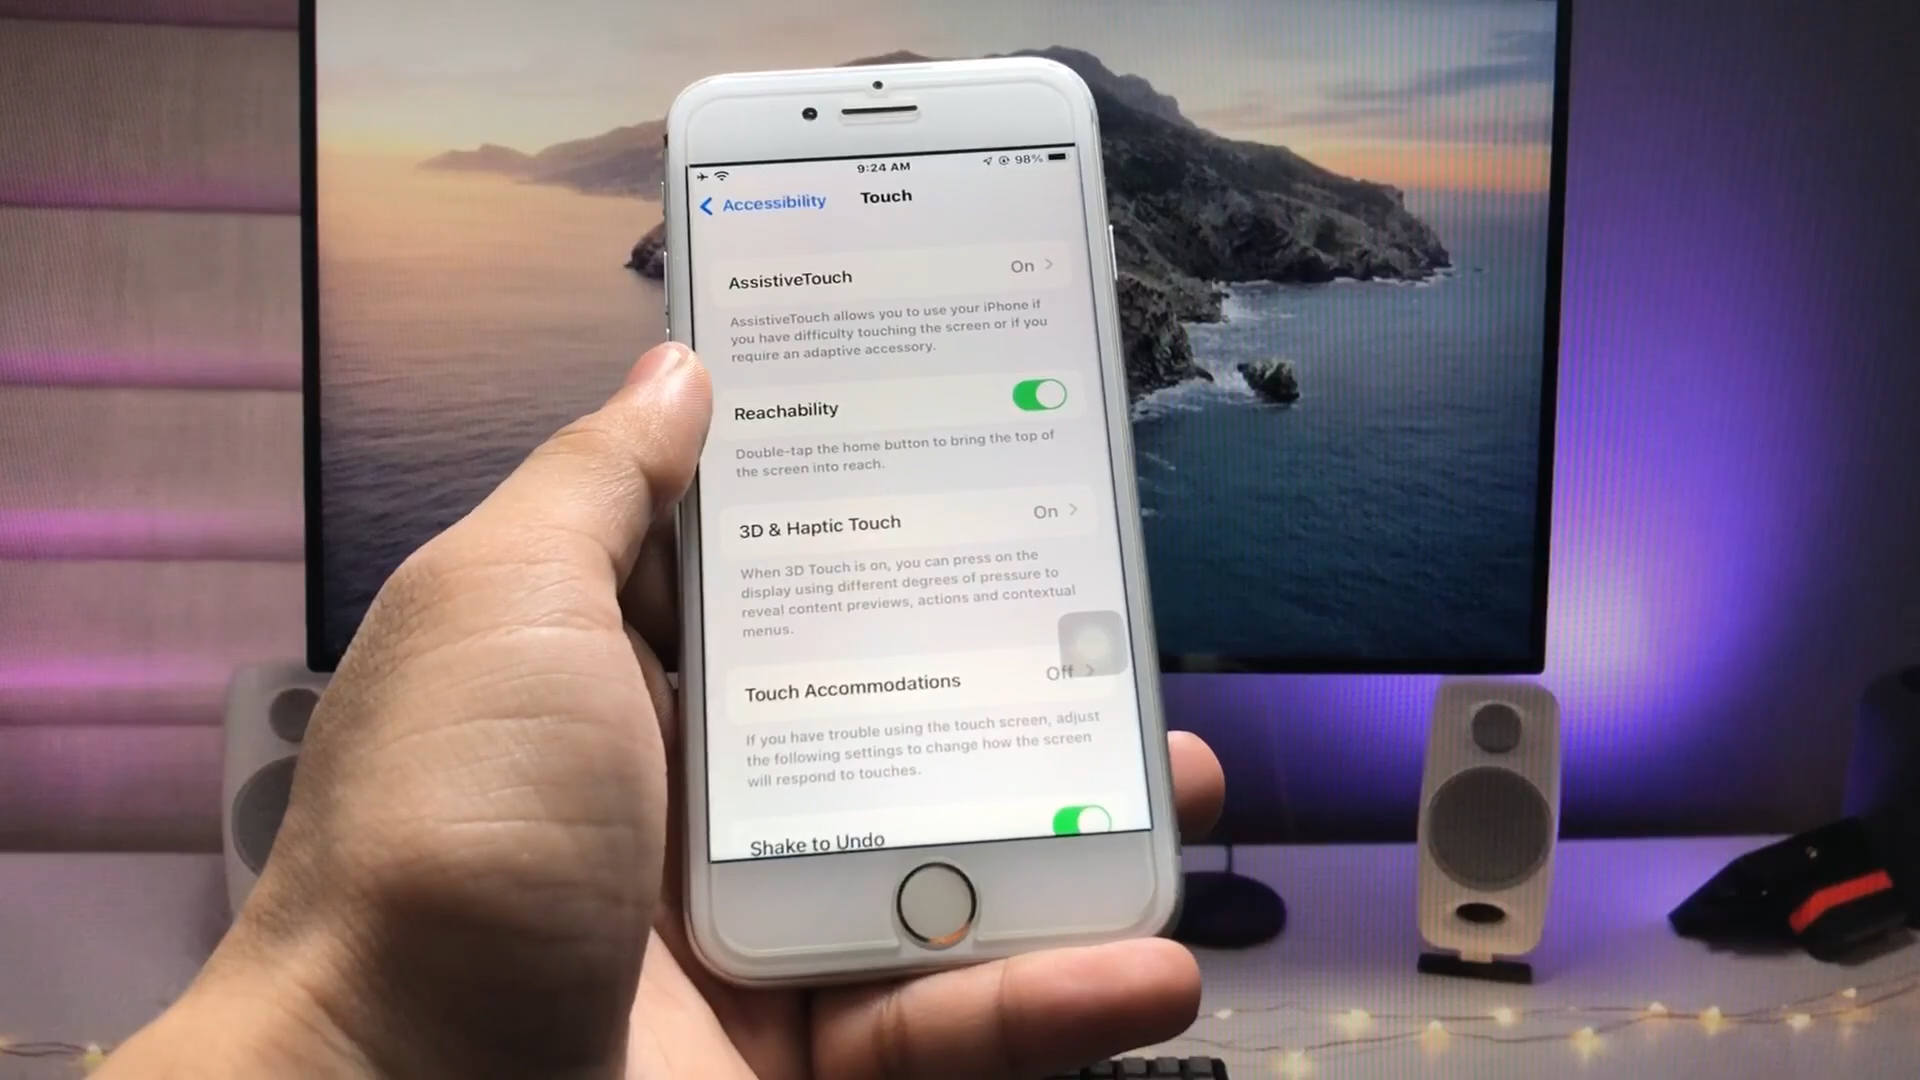 9:24 AM
98%
Accessibility
Touch
AssistiveTouch
On
AssistiveTouch allows you to use your iPhone if
you have difficulty touching the screen or if you
require an adaptive accessory.
Reachability
Double-tap the home button to bring the top of
the screen into reach.
3D & Haptic Touch
On
When 3D Touch is on, you can press on the
display using different degrees of pressure to
reveal content previews, actions and contextual
menus.
Touch Accommodations
Off
If you have trouble using the touch screen, adjust
the following settings to change how the screen
will respond to touches.
Shake to Undo